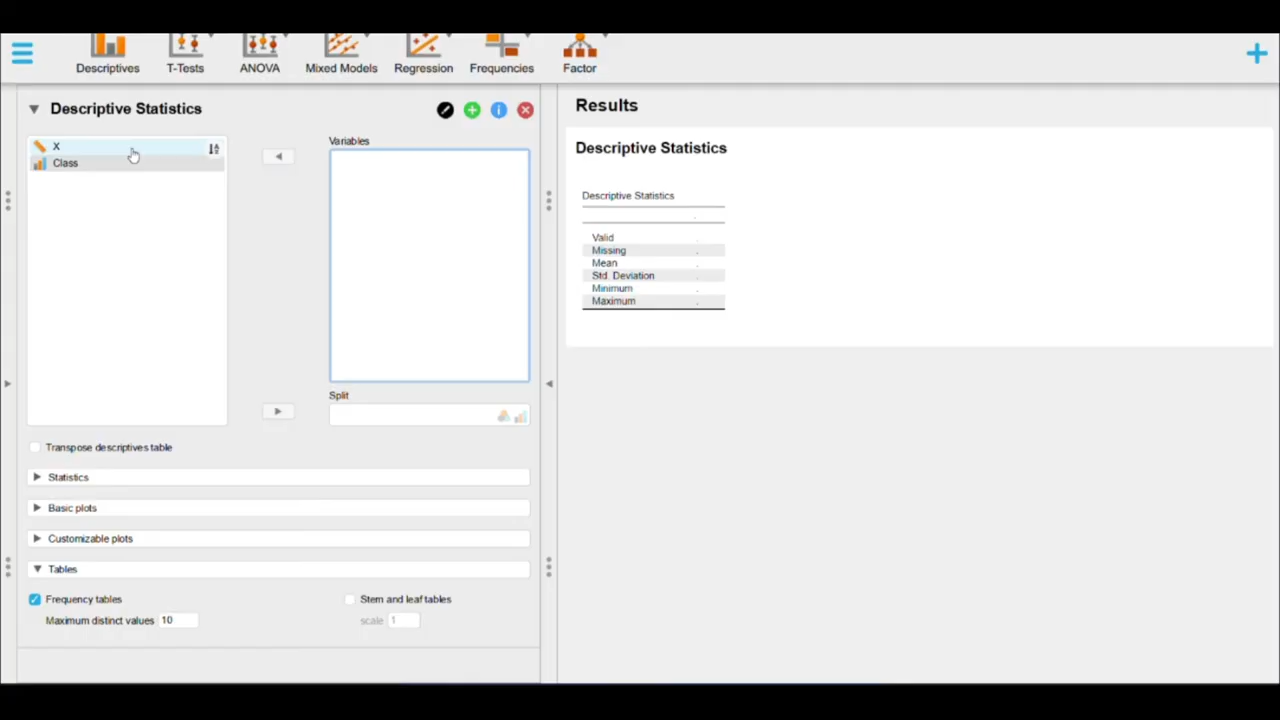 Descriptives T-Tests ANOVA Mixed Models Regression Frequencies Factor
Descriptive Statistics
X
Class
Variables
Split
Transpose descriptives table
Statistics
Basic plots
Customizable plots
Tables
Frequency tables
Stem and leaf tables
Maximum distinct values 10
scale 1
Results
Descriptive Statistics
Descriptive Statistics
.
Valid .
Missing .
Mean .
Std. Deviation .
Minimum .
Maximum .